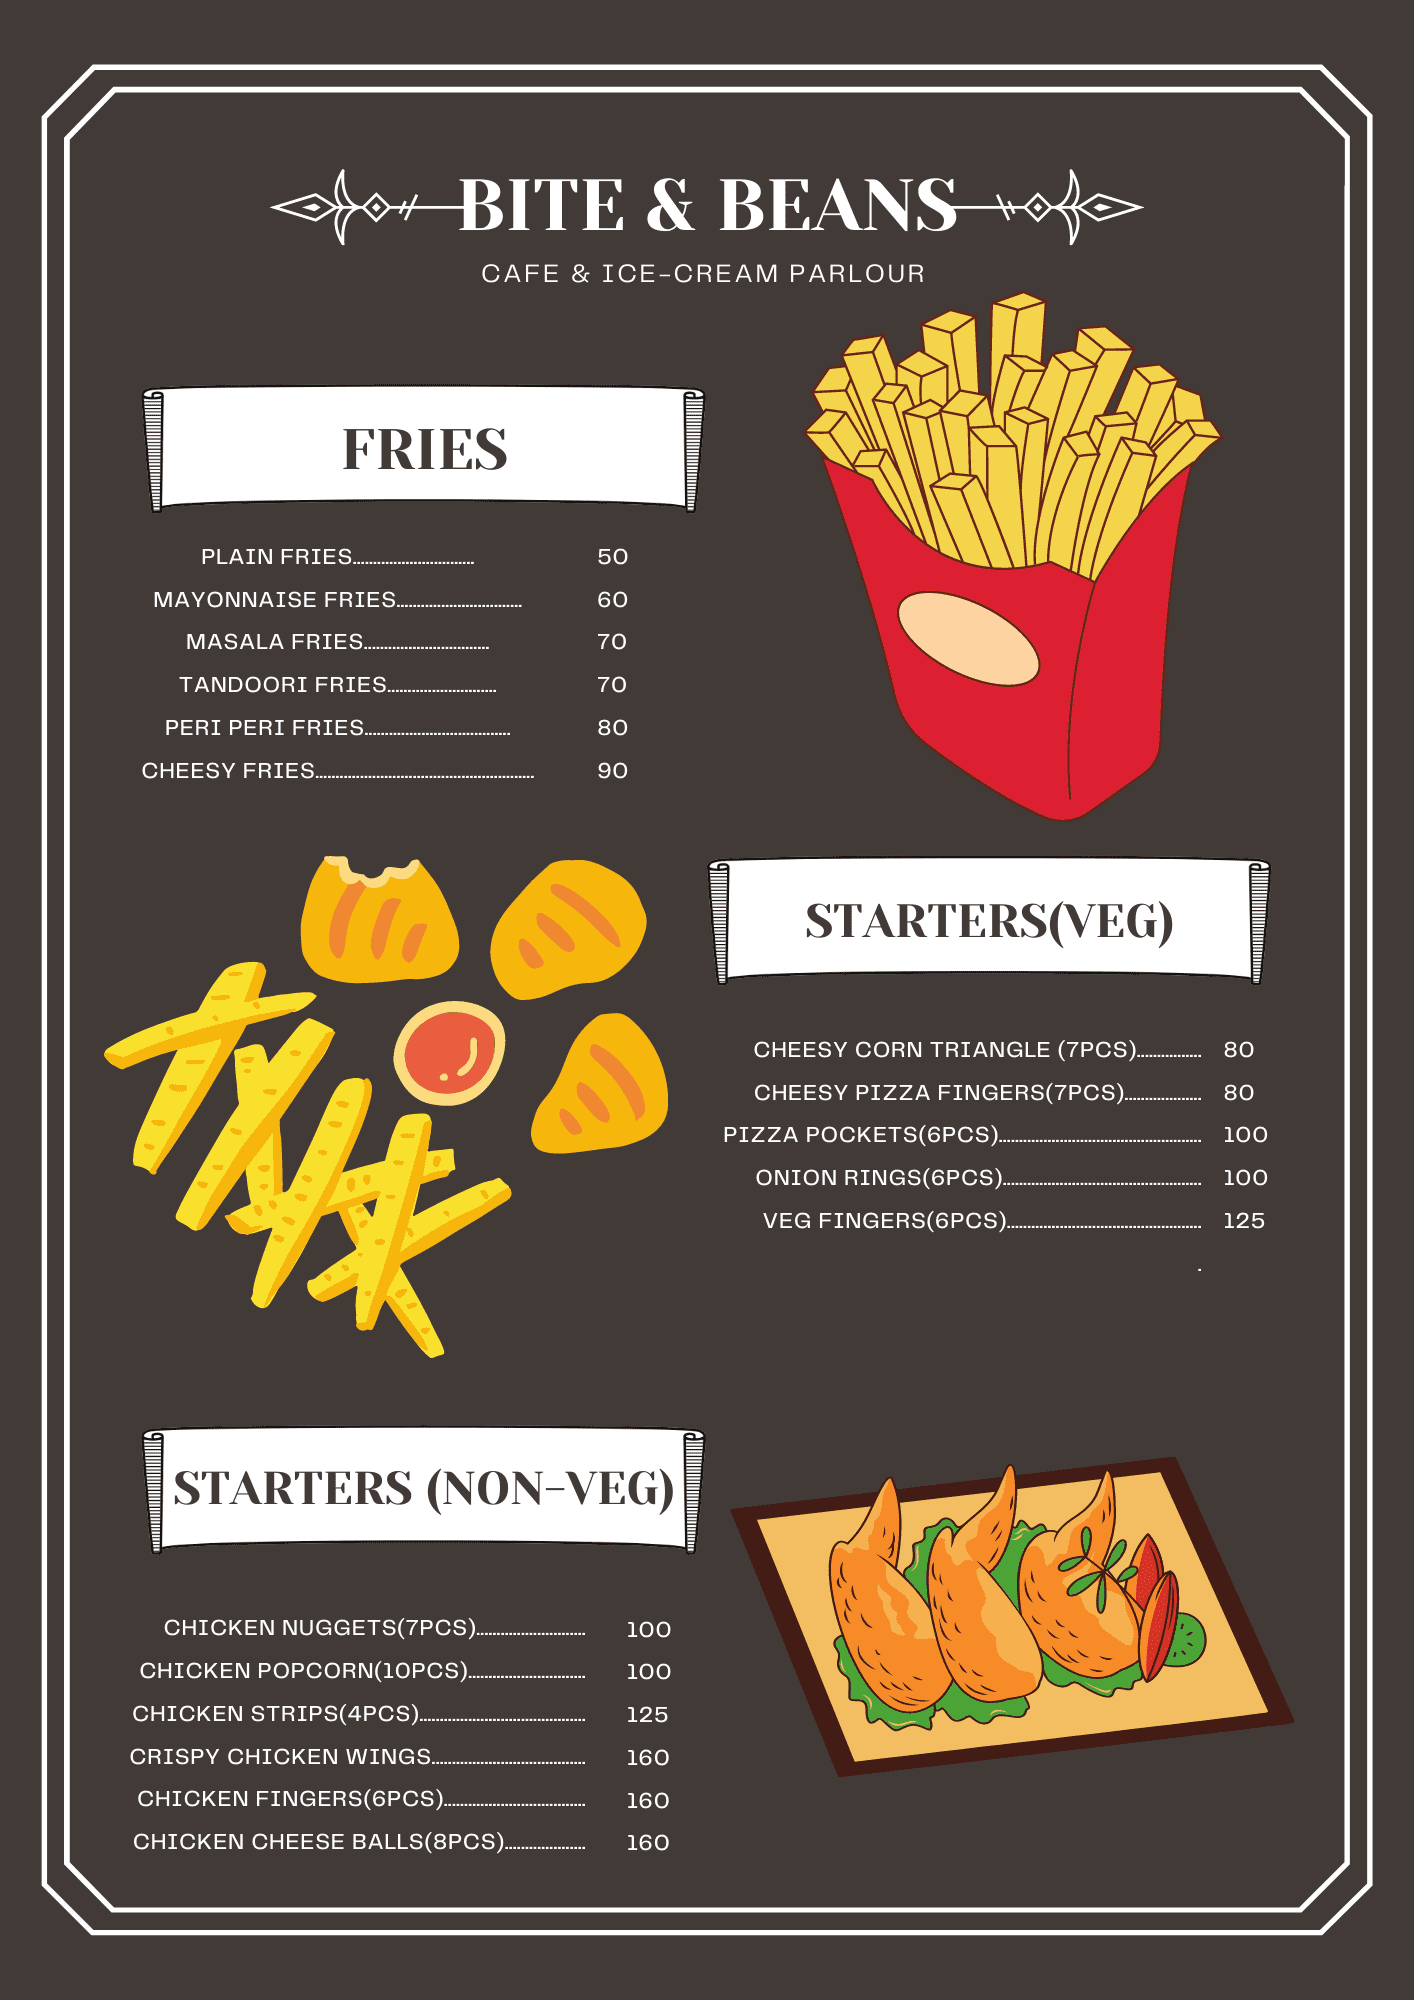 BITE & BEANS
CAFE & ICE-CREAM PARLOUR
FRIES
PLAIN FRIES.............................. 50
MAYONNAISE FRIES............................... 60
MASALA FRIES............................... 70
TANDOORI FRIES........................... 70
PERI PERI FRIES.................................... 80
CHEESY FRIES...................................................... 90
STARTERS(VEG)
CHEESY CORN TRIANGLE (7PCS)................ 80
CHEESY PIZZA FINGERS(7PCS)................... 80
PIZZA POCKETS(6PCS).................................................. 100
ONION RINGS(6PCS)................................................. 100
VEG FINGERS(6PCS)................................................ 125
.
STARTERS (NON-VEG)
CHICKEN NUGGETS(7PCS)........................... 100
CHICKEN POPCORN(10PCS)............................. 100
CHICKEN STRIPS(4PCS)......................................... 125
CRISPY CHICKEN WINGS...................................... 160
CHICKEN FINGERS(6PCS)................................... 160
CHICKEN CHEESE BALLS(8PCS).................... 160